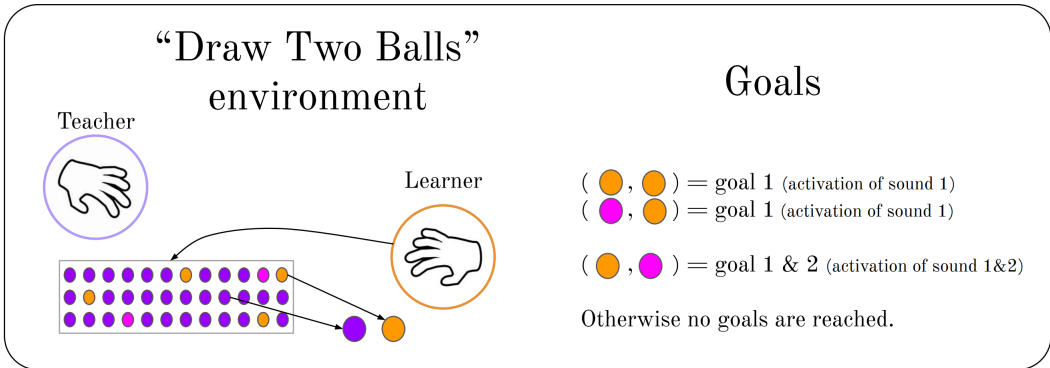 “Draw Two Balls”
environment
Goals
Teacher
Learner
( , ) = goal 1 (activation of sound 1)
( , ) = goal 1 (activation of sound 1)
( , ) = goal 1 & 2 (activation of sound 1&2)
Otherwise no goals are reached.